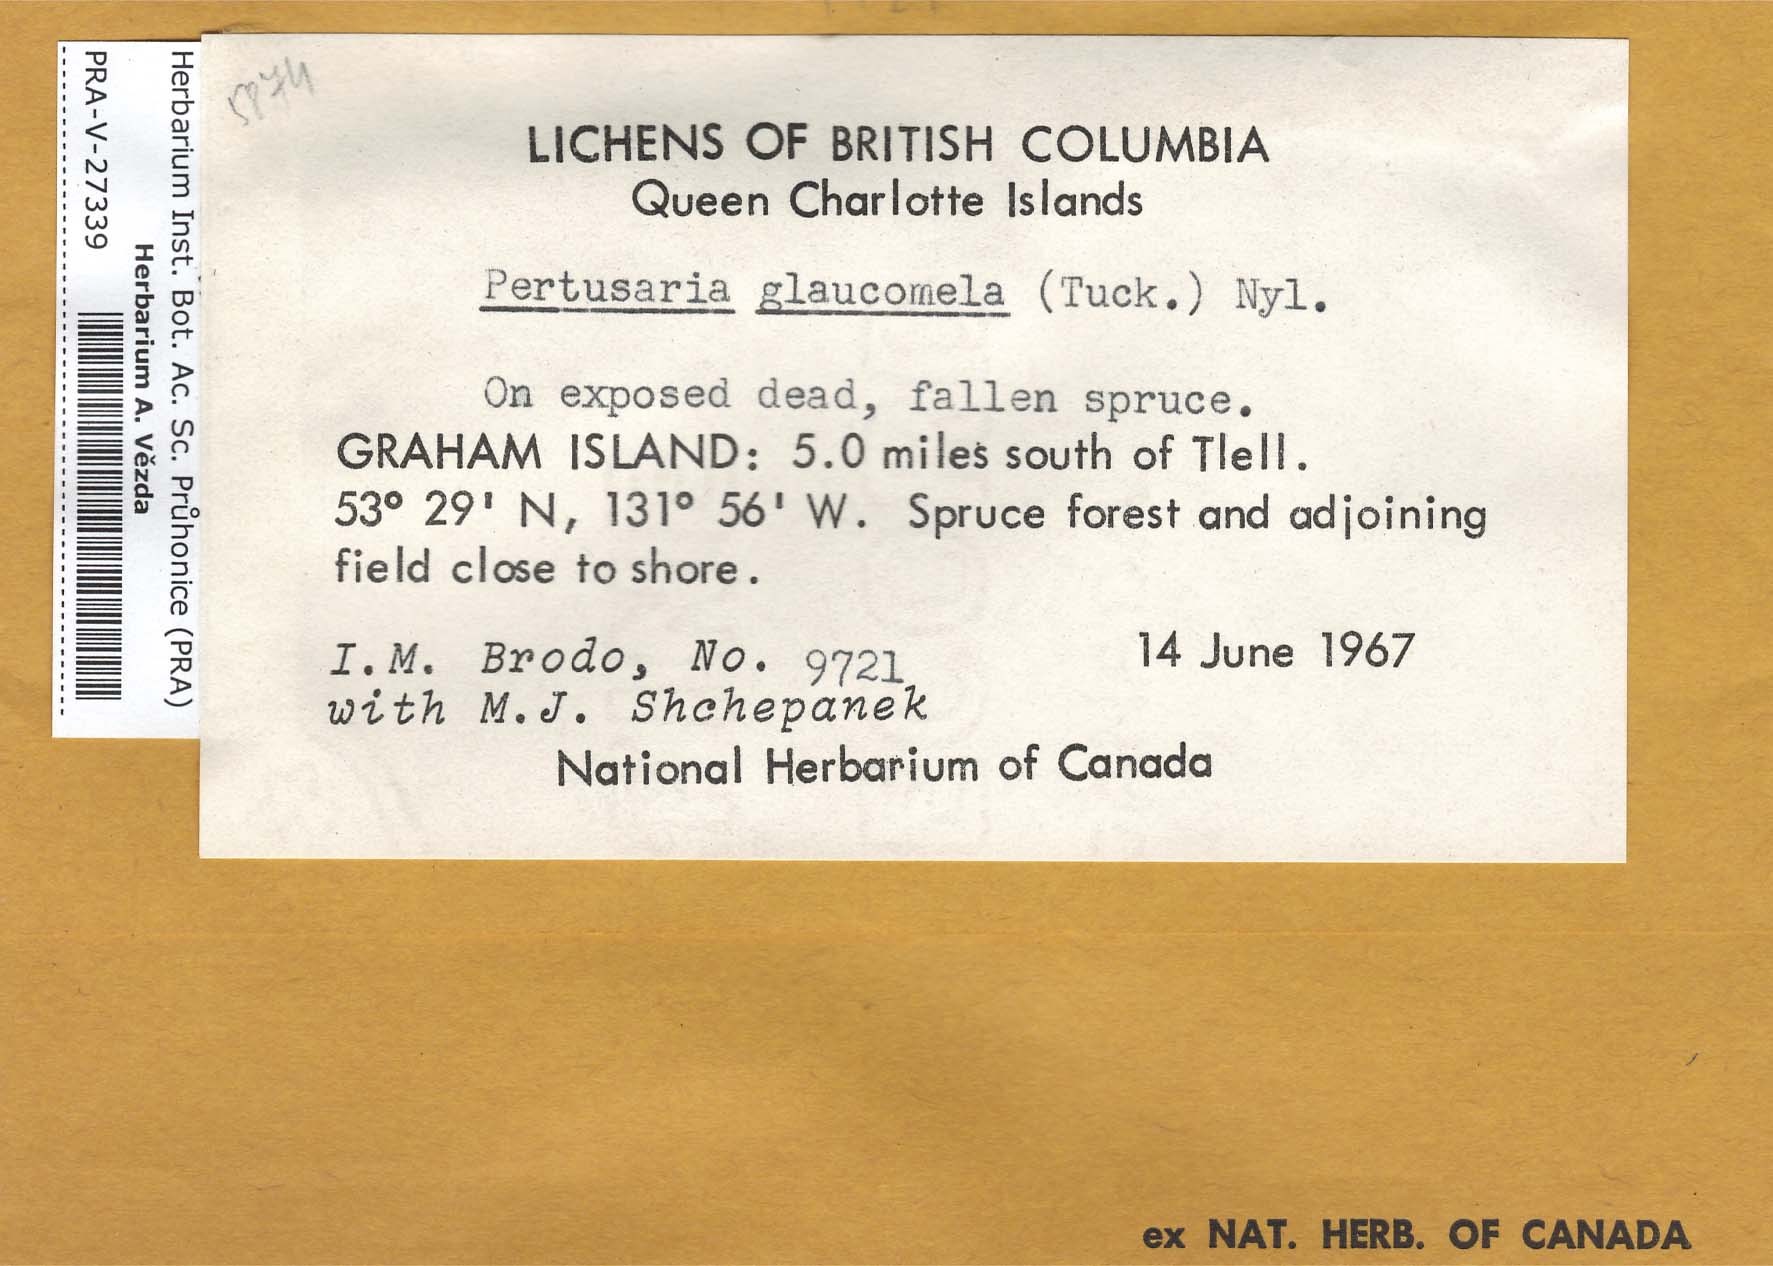 Herbarium Inst. Bot. Ac. Sc. Průhonice (PRA)
Herbarium A. Vězda
PRA-V-27339
5874
LICHENS OF BRITISH COLUMBIA
Queen Charlotte Islands
Pertusaria glaucomela (Tuck.) Nyl.
On exposed dead, fallen spruce.
GRAHAM ISLAND: 5.0 miles south of Tlell.
53° 29' N, 131° 56' W. Spruce forest and adjoining
field close to shore.
I.M. Brodo, No. 9721
14 June 1967
with M.J. Shchepanek
National Herbarium of Canada
ex NAT. HERB. OF CANADA